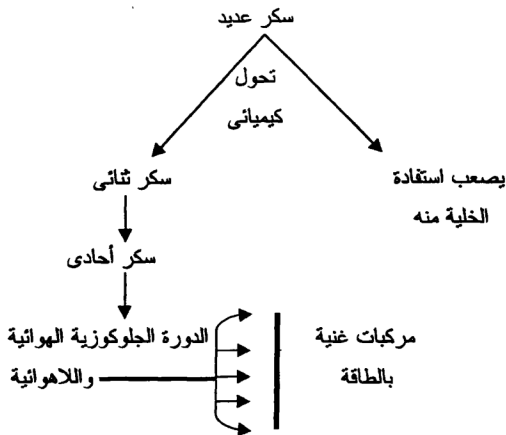 سكر عديد
تحول
كيميائى
يصعب استفادة
الخلية منه
سكر ثنائى
سكر أحادى
الدورة الجلوكوزية الهوائية
واللاهوائية
مركبات غنية
بالطاقة